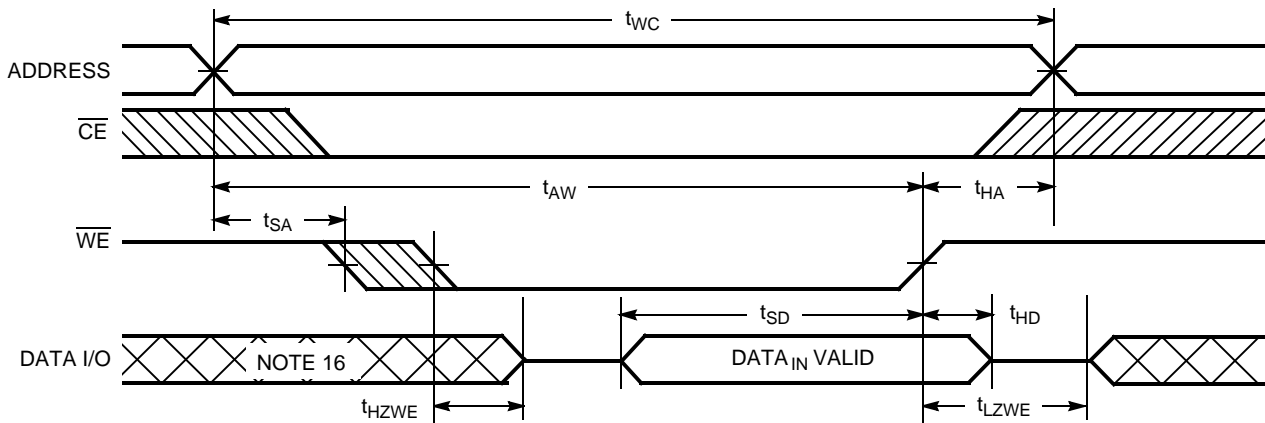 tWC
ADDRESS
CE
tAW
tHA
tSA
WE
tSD
tHD
DATA I/O
NOTE 16
DATAIN VALID
tHZWE
tLZWE